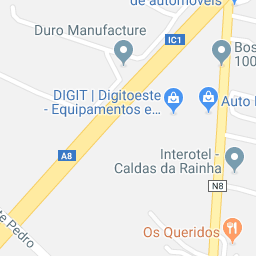 de automóveis
Duro Manufacture
IC1
Bos
100
DIGIT | Digitoeste
- Equipamentos e...
Auto
Interotel -
Caldas da Rainha
A8
N8
te Pedro
Os Queridos